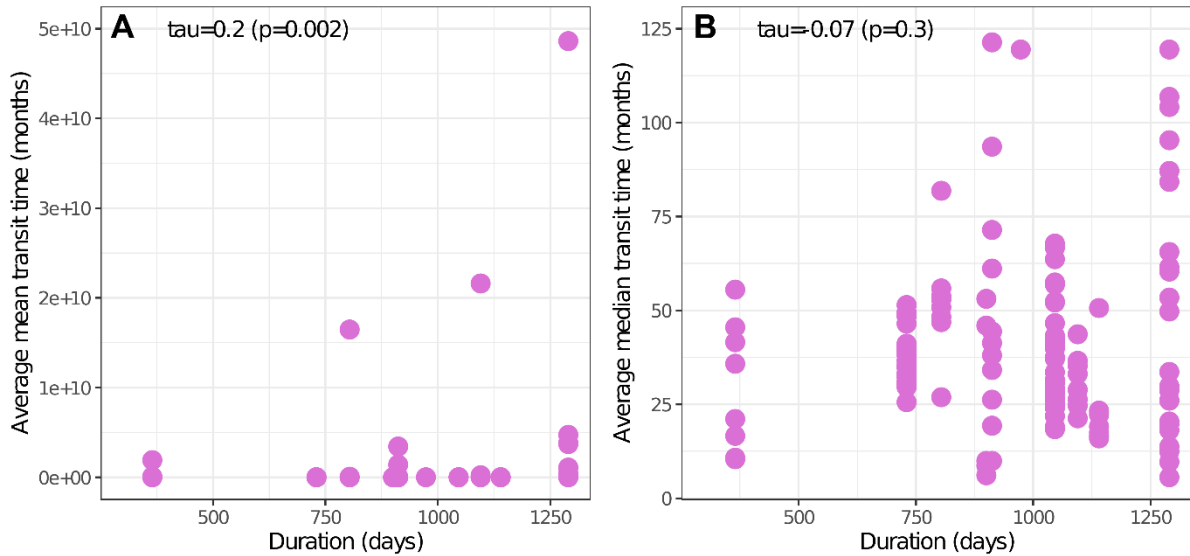 A
tau=0.2 (p=0.002)
Average mean transit time (months)
5e+10
4e+10
3e+10
2e+10
1e+10
0e+00
500
750
1000
1250
Duration (days)
B
tau=-0.07 (p=0.3)
Average median transit time (months)
125
100
75
50
25
0
500
750
1000
1250
Duration (days)